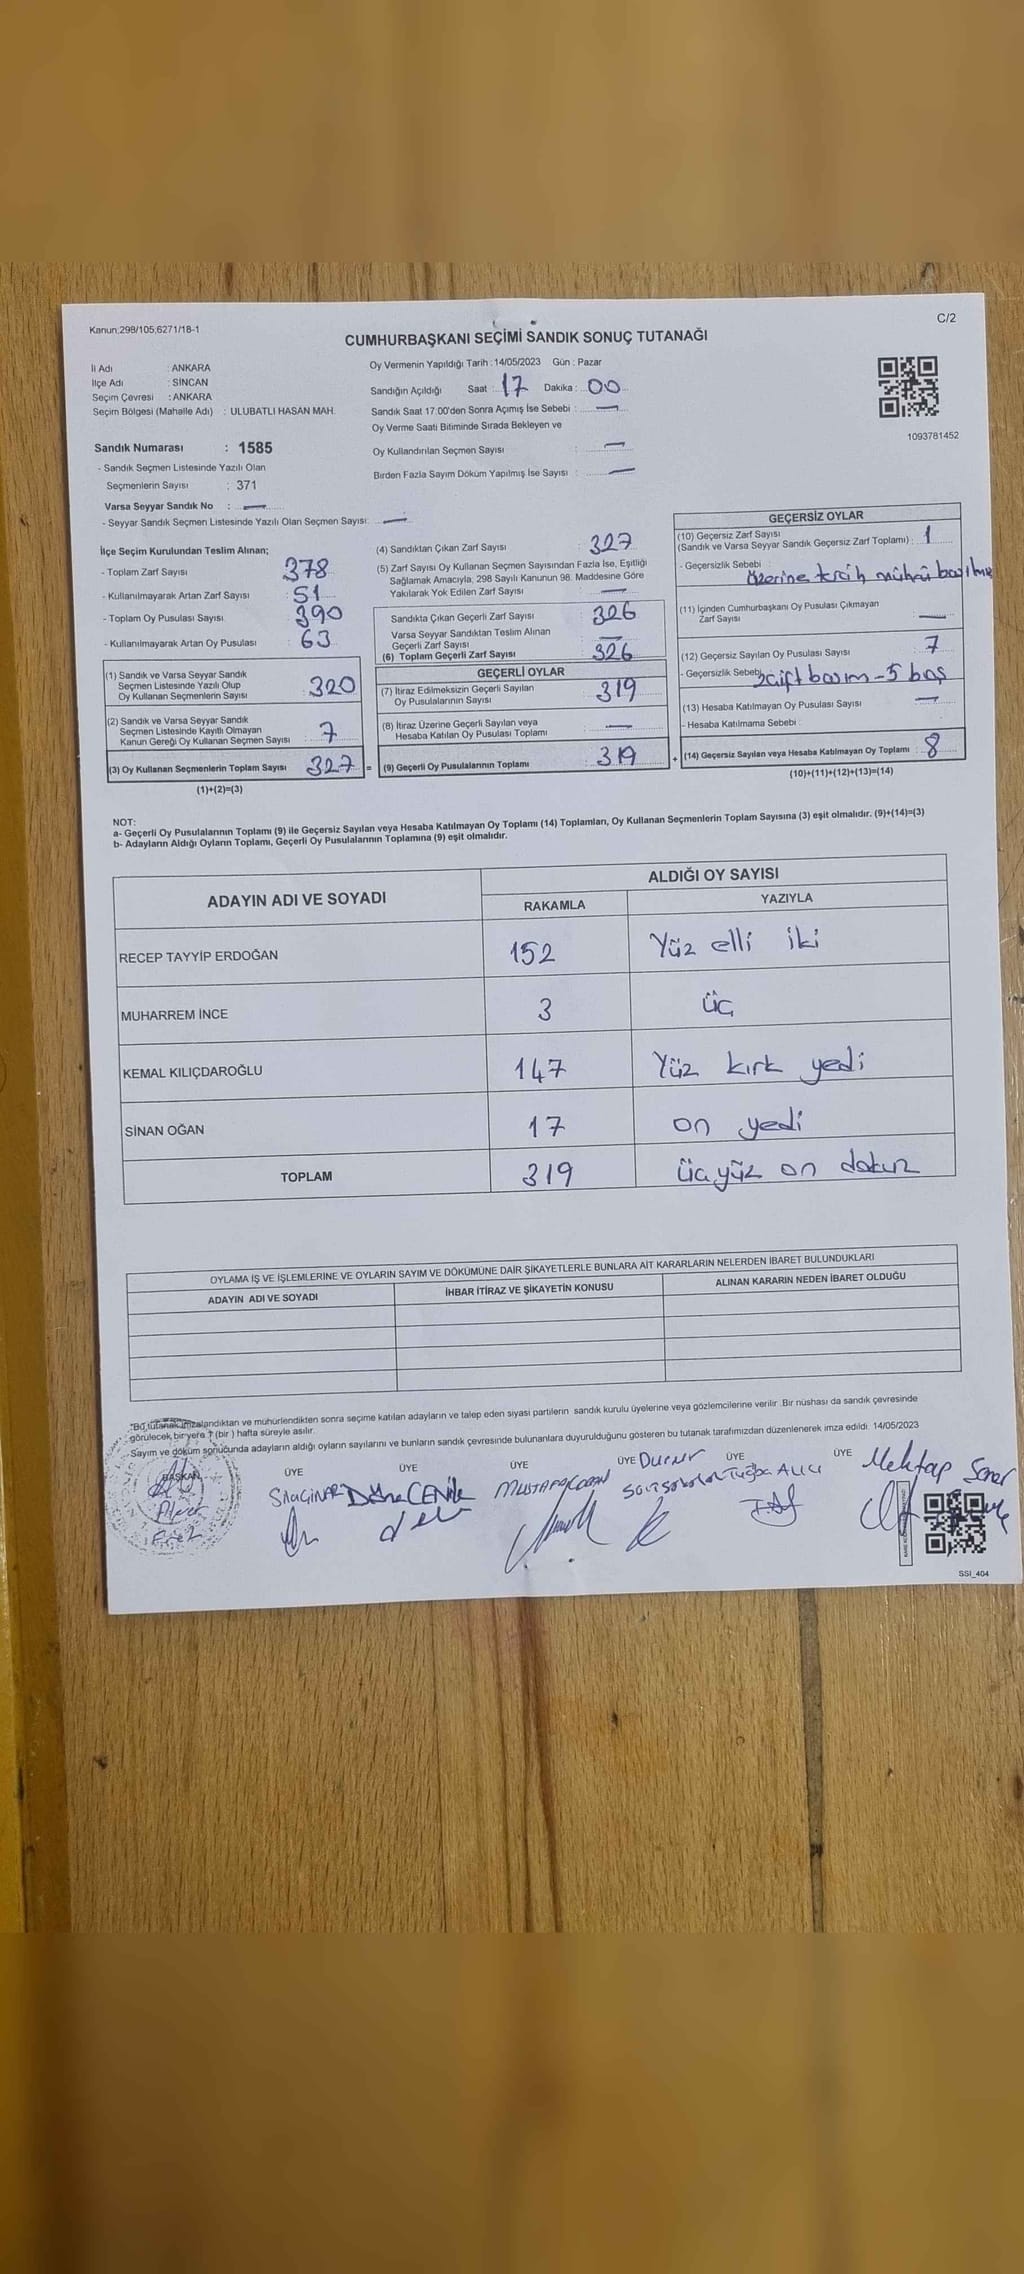 Kanun;298/105,6271/18-1
C/2
CUMHURBAŞKANI SEÇİMİ SANDIK SONUÇ TUTANAĞI
İl Adı : ANKARA
İlçe Adı : SİNCAN
Seçim Çevresi : ANKARA
Seçim Bölgesi (Mahalle Adı) : ULUBATLI HASAN MAH.
Sandık Numarası : 1585
- Sandık Seçmen Listesinde Yazılı Olan
Seçmenlerin Sayısı : 371
Varsa Seyyar Sandık No : —
- Seyyar Sandık Seçmen Listesinde Yazılı Olan Seçmen Sayısı: —
Oy Vermenin Yapıldığı Tarih : 14/05/2023 Gün : Pazar
Sandığın Açıldığı Saat : 17 Dakika : 00
Sandık Saat 17:00'den Sonra Açımış İse Sebebi : —
Oy Verme Saati Bitiminde Sırada Bekleyen ve
Oy Kullandırılan Seçmen Sayısı : —
Birden Fazla Sayım Döküm Yapılmış İse Sayısı : —
1093781452
İlçe Seçim Kurulundan Teslim Alınan;
- Toplam Zarf Sayısı : 378
- Kullanılmayarak Artan Zarf Sayısı : 51
- Toplam Oy Pusulası Sayısı : 390
- Kullanılmayarak Artan Oy Pusulası : 63
(1) Sandık ve Varsa Seyyar Sandık
Seçmen Listesinde Yazılı Olup
Oy Kullanan Seçmenlerin Sayısı : 320
(2) Sandık ve Varsa Seyyar Sandık
Seçmen Listesinde Kayıtlı Olmayan
Kanun Gereği Oy Kullanan Seçmen Sayısı : 7
(3) Oy Kullanan Seçmenlerin Toplam Sayısı : 327 =
(1)+(2)=(3)
(4) Sandıktan Çıkan Zarf Sayısı : 327
(5) Zarf Sayısı Oy Kullanan Seçmen Sayısından Fazla İse, Eşitliği
Sağlamak Amacıyla; 298 Sayılı Kanunun 98. Maddesine Göre
Yakılarak Yok Edilen Zarf Sayısı : —
Sandıkta Çıkan Geçerli Zarf Sayısı : 326
Varsa Seyyar Sandıktan Teslim Alınan
Geçerli Zarf Sayısı : —
(6) Toplam Geçerli Zarf Sayısı : 326
GEÇERLİ OYLAR
(7) İtiraz Edilmeksizin Geçerli Sayılan
Oy Pusulalarının Sayısı : 319
(8) İtiraz Üzerine Geçerli Sayılan veya
Hesaba Katılan Oy Pusulası Toplamı : —
(9) Geçerli Oy Pusulalarının Toplamı : 319 +
GEÇERSİZ OYLAR
(10) Geçersiz Zarf Sayısı
(Sandık ve Varsa Seyyar Sandık Geçersiz Zarf Toplamı) : 1
- Geçersizlik Sebebi : üzerine tercih mührü basılmış
(11) İçinden Cumhurbaşkanı Oy Pusulası Çıkmayan
Zarf Sayısı : —
(12) Geçersiz Sayılan Oy Pusulası Sayısı : 7
- Geçersizlik Sebebi : 2 çift basım - 5 boş
(13) Hesaba Katılmayan Oy Pusulası Sayısı : —
- Hesaba Katılmama Sebebi :
(14) Geçersiz Sayılan veya Hesaba Katılmayan Oy Toplamı : 8
(10)+(11)+(12)+(13)=(14)
NOT:
a- Geçerli Oy Pusulalarının Toplamı (9) ile Geçersiz Sayılan veya Hesaba Katılmayan Oy Toplamı (14) Toplamları, Oy Kullanan Seçmenlerin Toplam Sayısına (3) eşit olmalıdır. (9)+(14)=(3)
b- Adayların Aldığı Oyların Toplamı, Geçerli Oy Pusulalarının Toplamına (9) eşit olmalıdır.
ADAYIN ADI VE SOYADI
ALDIĞI OY SAYISI
RAKAMLA YAZIYLA
RECEP TAYYİP ERDOĞAN 152 Yüz elli iki
MUHARREM İNCE 3 üç
KEMAL KILIÇDAROĞLU 147 Yüz kırk yedi
SİNAN OĞAN 17 on yedi
TOPLAM 319 üçyüz on dokuz
OYLAMA İŞ VE İŞLEMLERİNE VE OYLARIN SAYIM VE DÖKÜMÜNE DAİR ŞİKAYETLERLE BUNLARA AİT KARARLARIN NELERDEN İBARET BULUNDUKLARI
ADAYIN ADI VE SOYADI İHBAR İTİRAZ VE ŞİKAYETİN KONUSU ALINAN KARARIN NEDEN İBARET OLDUĞU
"Bu tutanak imzalandıktan ve mühürlendikten sonra seçime katılan adayların ve talep eden siyasi partilerin sandık kurulu üyelerine veya gözlemcilerine verilir. Bir nüshası da sandık çevresinde
görülecek bir yere 1 (bir) hafta süreyle asılır.
Sayım ve döküm sonucunda adayların aldığı oyların sayılarını ve bunların sandık çevresinde bulunanlara duyurulduğunu gösteren bu tutanak tarafımızdan düzenlenerek imza edildi. 14/05/2023
BAŞKAN ÜYE ÜYE ÜYE ÜYE ÜYE ÜYE
Mehtap
SSI_404